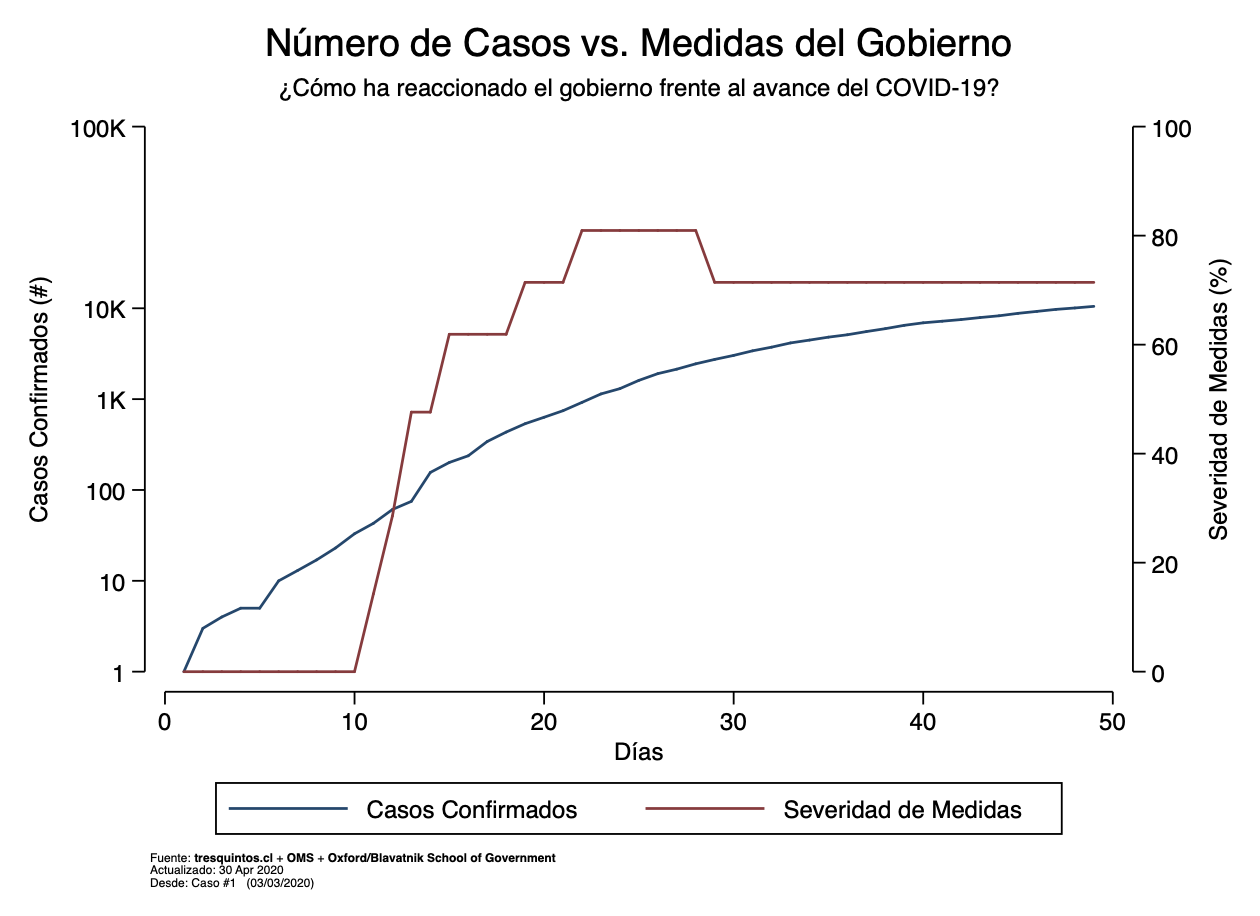 Número de Casos vs. Medidas del Gobierno
¿Cómo ha reaccionado el gobierno frente al avance del COVID-19?
100K
10K
1K
100
10
1
Casos Confirmados (#)
100
80
60
40
20
0
Severidad de Medidas (%)
0 10 20 30 40 50
Días
Casos Confirmados Severidad de Medidas
Fuente: tresquintos.cl + OMS + Oxford/Blavatnik School of Government
Actualizado: 30 Apr 2020
Desde: Caso #1 (03/03/2020)